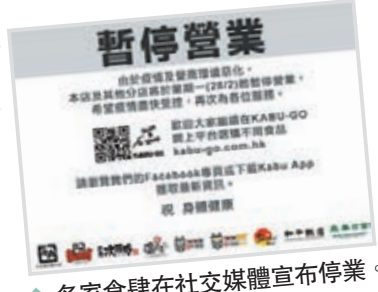 暫停營業
由於疫情及營商環境惡化，
本店及其他分店將於星期一(28/2)起暫停營業。
希望疫情盡快受控，再次為各位服務。
歡迎大家繼續在KABU-GO
網上平台選購不同食品
kabu-go.com.hk
請瀏覽我們的Facebook專頁或下載Kabu App
獲取最新資訊。
祝 身體健康
多家食肆在社交媒體宣布停業。